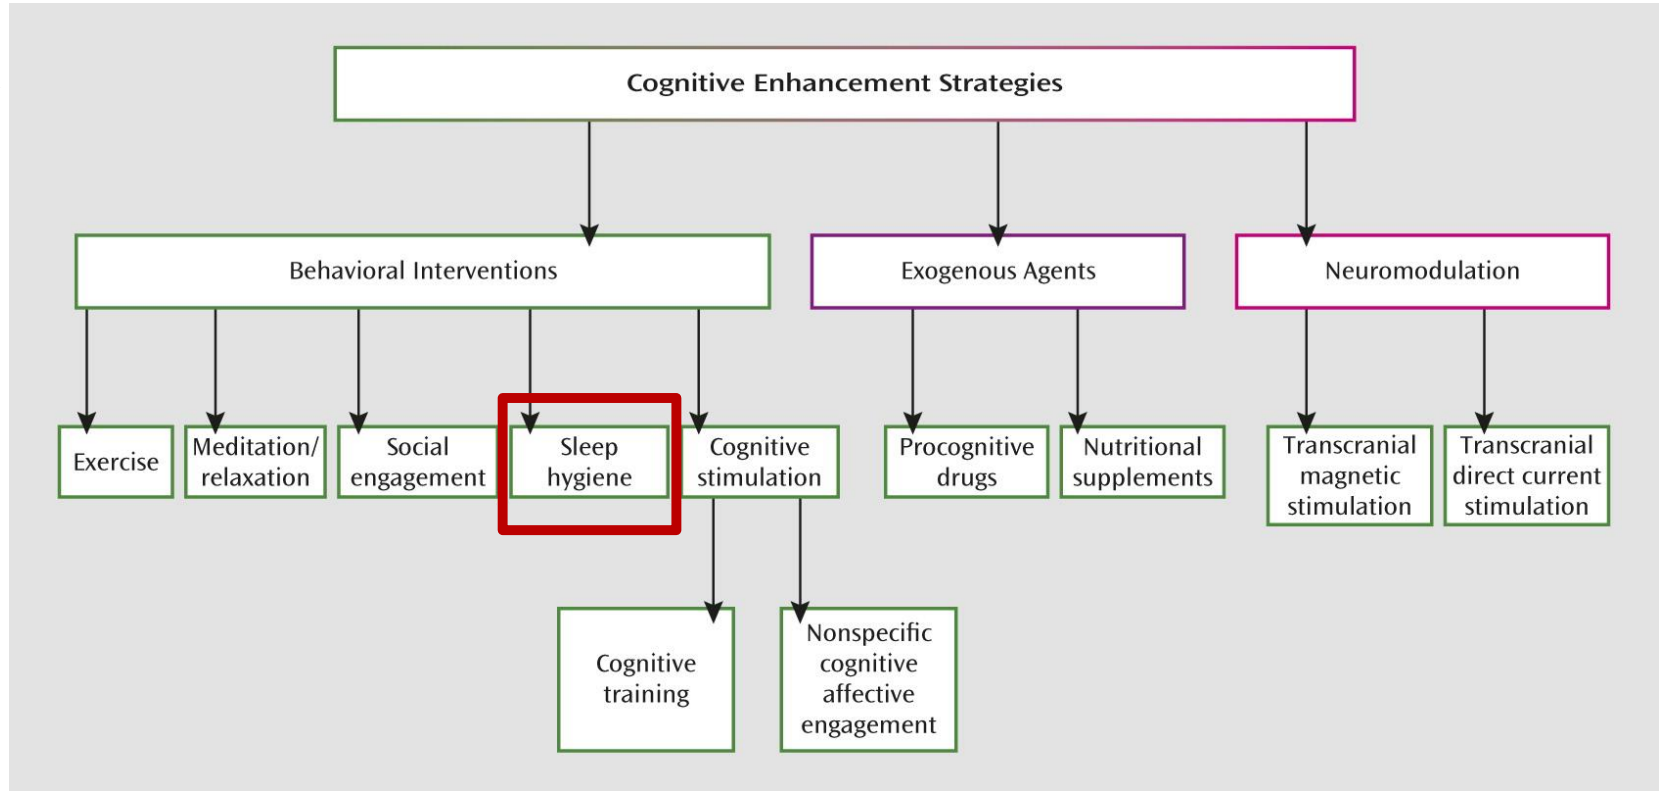 Cognitive Enhancement Strategies
Behavioral Interventions
Exogenous Agents
Neuromodulation
Exercise
Meditation/
relaxation
Social
engagement
Sleep
hygiene
Cognitive
stimulation
Procognitive
drugs
Nutritional
supplements
Transcranial
magnetic
stimulation
Transcranial
direct current
stimulation
Cognitive
training
Nonspecific
cognitive
affective
engagement